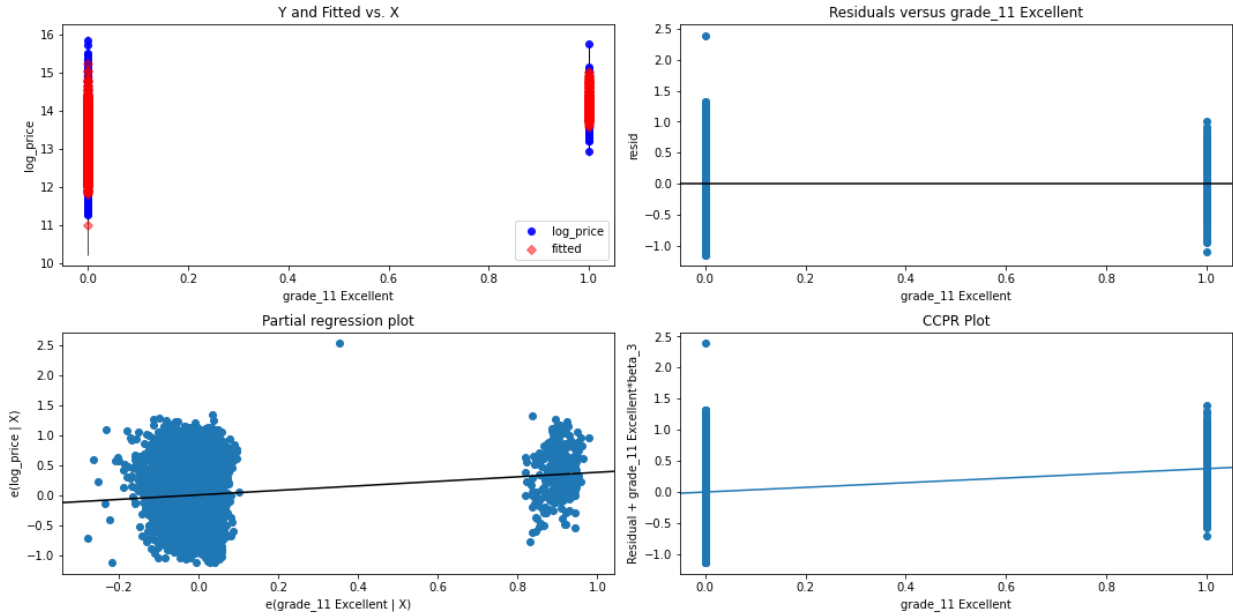 Y and Fitted vs. X
log_price
16
15
14
13
12
11
10
0.0 0.2 0.4 0.6 0.8 1.0
grade_11 Excellent
log_price
fitted
Residuals versus grade_11 Excellent
resid
2.5
2.0
1.5
1.0
0.5
0.0
−0.5
−1.0
0.0 0.2 0.4 0.6 0.8 1.0
grade_11 Excellent
Partial regression plot
e(log_price | X)
2.5
2.0
1.5
1.0
0.5
0.0
−0.5
−1.0
−0.2 0.0 0.2 0.4 0.6 0.8 1.0
e(grade_11 Excellent | X)
CCPR Plot
Residual + grade_11 Excellent*beta_3
2.5
2.0
1.5
1.0
0.5
0.0
−0.5
−1.0
0.0 0.2 0.4 0.6 0.8 1.0
grade_11 Excellent